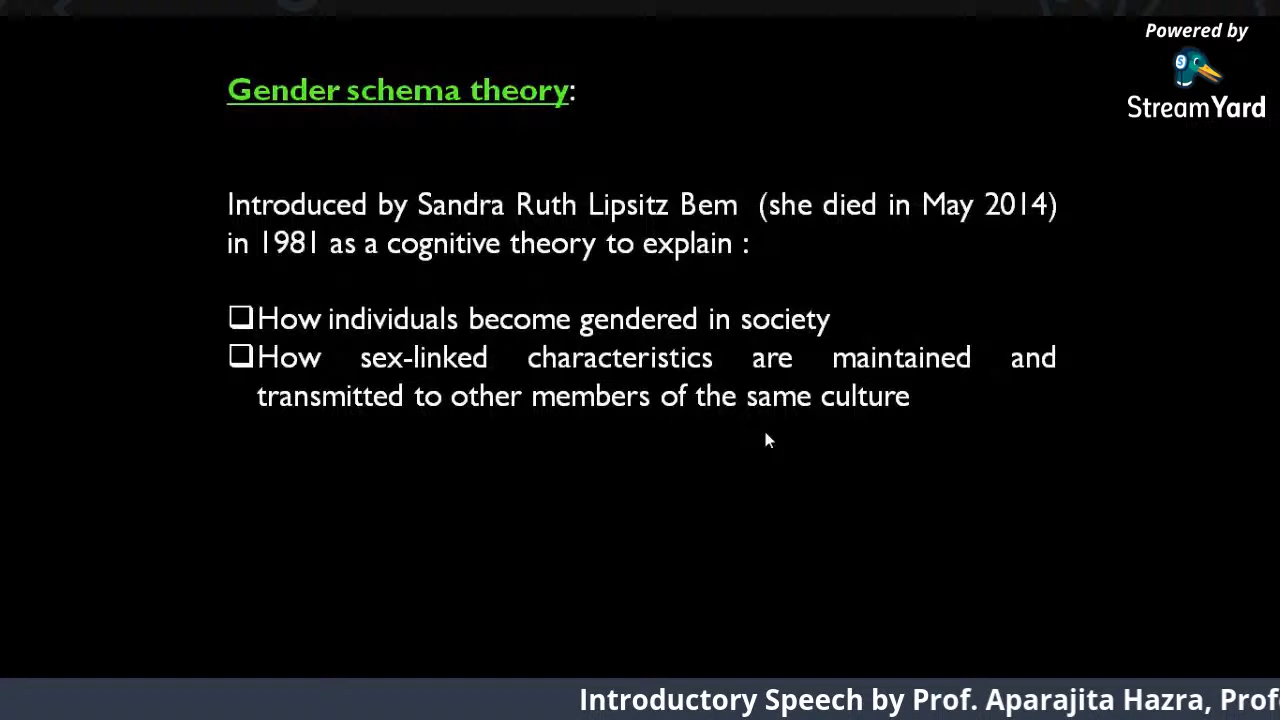 Powered by
StreamYard
Gender schema theory:
Introduced by Sandra Ruth Lipsitz Bem (she died in May 2014)
in 1981 as a cognitive theory to explain :
❑How individuals become gendered in society
❑How sex-linked characteristics are maintained and
transmitted to other members of the same culture
Introductory Speech by Prof. Aparajita Hazra, Prof